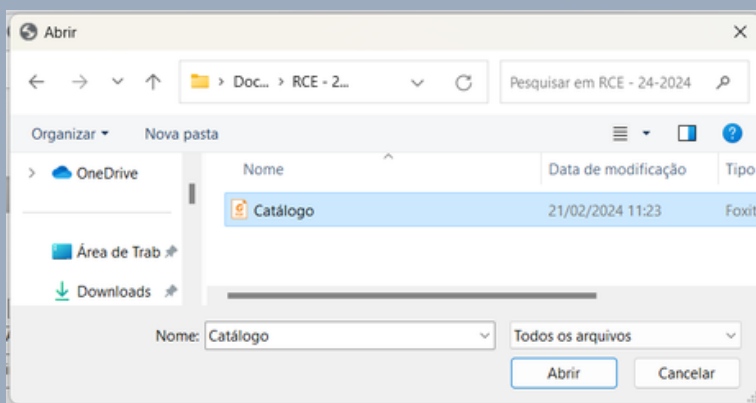 Abrir
Doc... > RCE - 2...
Pesquisar em RCE - 24-2024
Organizar
Nova pasta
OneDrive
Nome
Data de modificação
Tipo
Catálogo
21/02/2024 11:23
Foxit
Área de Trab
Downloads
Nome: Catálogo
Todos os arquivos
Abrir
Cancelar